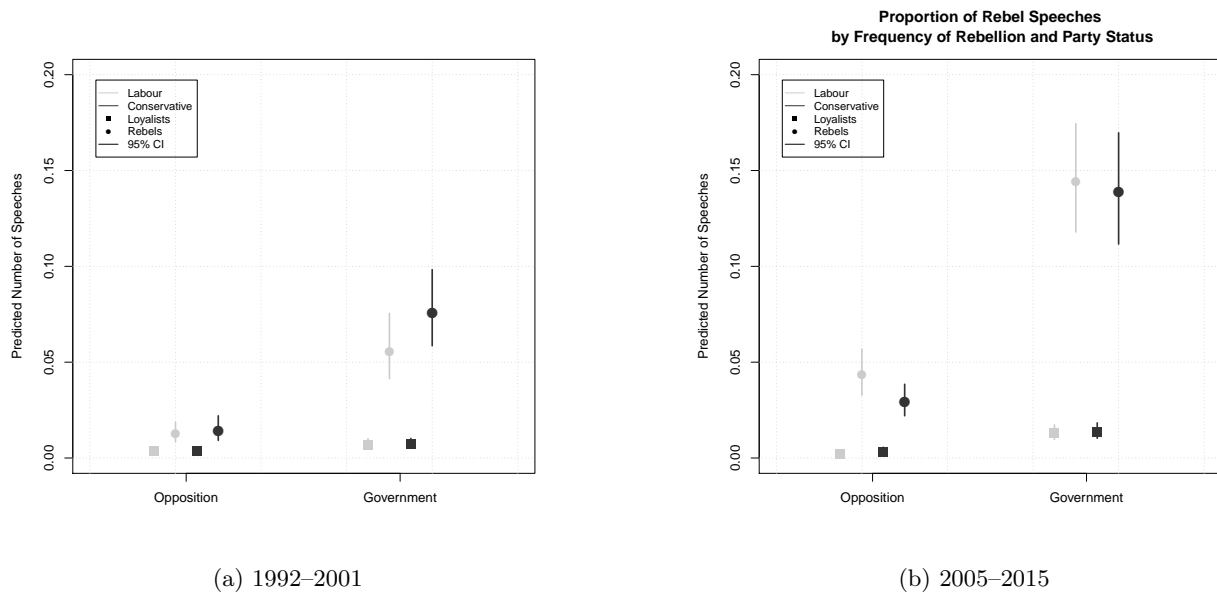 0.20
0.15
0.10
0.05
0.00
Predicted Number of Speeches
Labour
Conservative
Loyalists
Rebels
95% CI
Opposition
Government
(a) 1992–2001
Proportion of Rebel Speeches
by Frequency of Rebellion and Party Status
0.20
0.15
0.10
0.05
0.00
Predicted Number of Speeches
Labour
Conservative
Loyalists
Rebels
95% CI
Opposition
Government
(b) 2005–2015